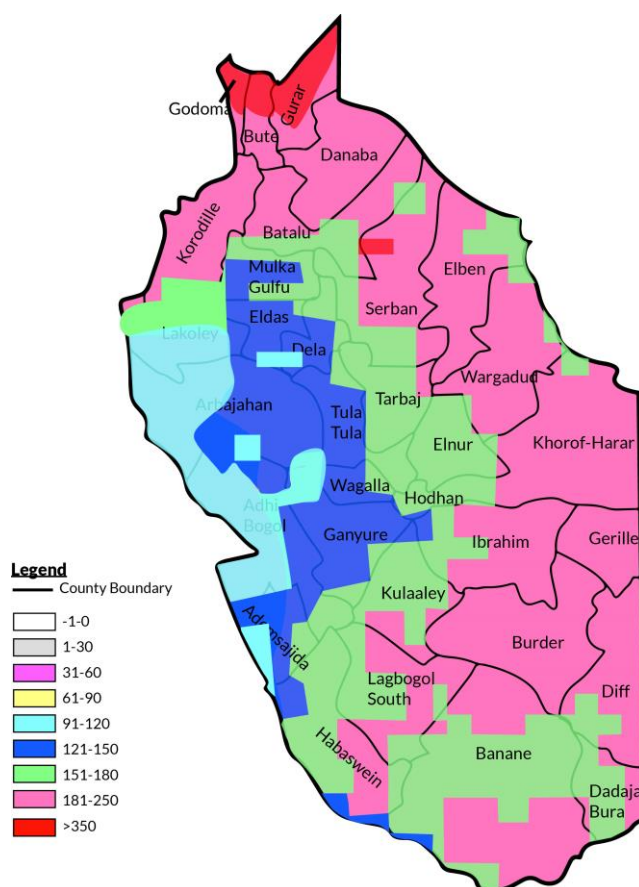 Godoma
Bute
Gurar
Danaba
Korodille
Batalu
Mulka
Gulfu
Elben
Eldas
Serban
Lakoley
Dela
Wargadud
Arbajahan
Tula
Tula
Tarbaj
Elnur
Khorof-Harar
Wagalla
Hodhan
Adhi
Bogol
Ganyure
Ibrahim
Gerille
Kulaaley
Ademsajida
Burder
Lagbogol
South
Diff
Habaswein
Banane
Dadaja
Bura
Legend
County Boundary
-1-0
1-30
31-60
61-90
91-120
121-150
151-180
181-250
>350